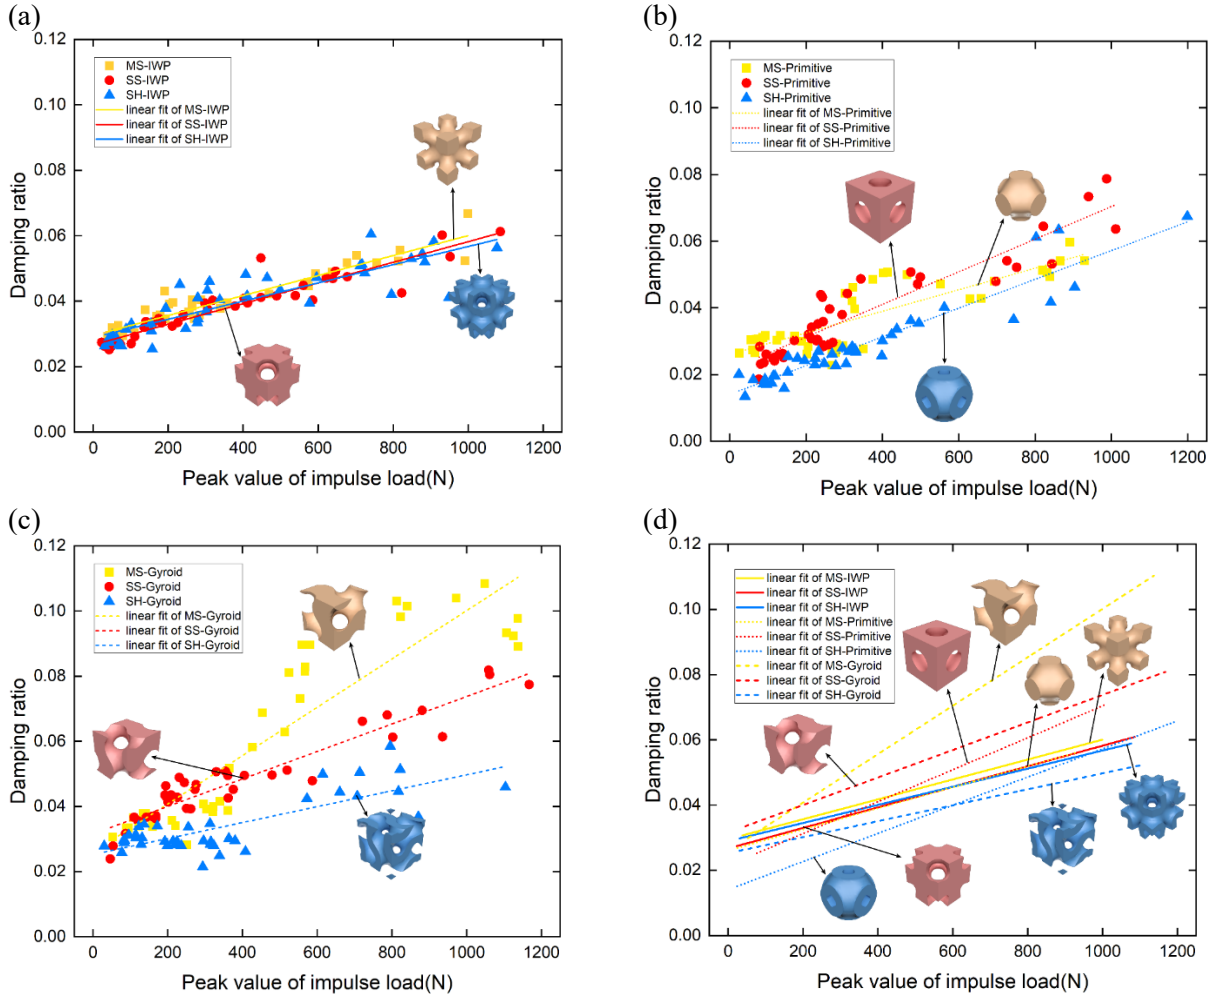 (a)
0.12
0.10
0.08
0.06
0.04
0.02
0.00
Damping ratio
MS-IWP
SS-IWP
SH-IWP
linear fit of MS-IWP
linear fit of SS-IWP
linear fit of SH-IWP
0 200 400 600 800 1000 1200
Peak value of impulse load(N)
(b)
0.12
0.10
0.08
0.06
0.04
0.02
0.00
Damping ratio
MS-Primitive
SS-Primitive
SH-Primitive
linear fit of MS-Primitive
linear fit of SS-Primitive
linear fit of SH-Primitive
0 200 400 600 800 1000 1200
Peak value of impulse load(N)
(c)
0.12
0.10
0.08
0.06
0.04
0.02
0.00
Damping ratio
MS-Gyroid
SS-Gyroid
SH-Gyroid
linear fit of MS-Gyroid
linear fit of SS-Gyroid
linear fit of SH-Gyroid
0 200 400 600 800 1000 1200
Peak value of impulse load(N)
(d)
0.12
0.10
0.08
0.06
0.04
0.02
0.00
Damping ratio
linear fit of MS-IWP
linear fit of SS-IWP
linear fit of SH-IWP
linear fit of MS-Primitive
linear fit of SS-Primitive
linear fit of SH-Primitive
linear fit of MS-Gyroid
linear fit of SS-Gyroid
linear fit of SH-Gyroid
0 200 400 600 800 1000 1200
Peak value of impulse load(N)